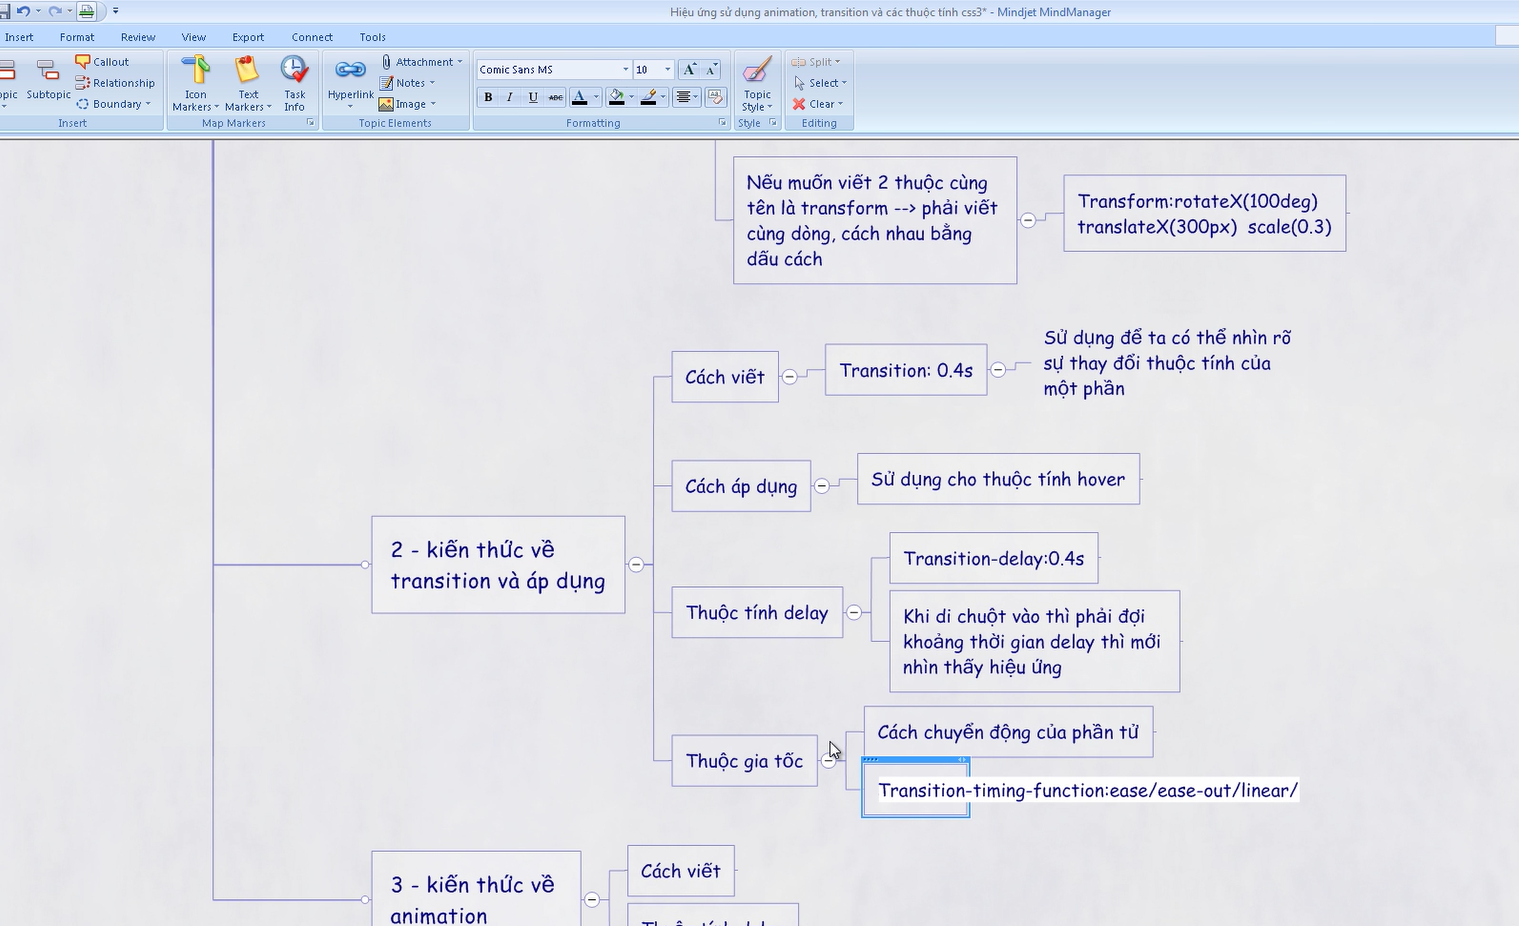 Hiệu ứng sử dụng animation, transition và các thuộc tính css3* - Mindjet MindManager
Insert Format Review View Export Connect Tools
Subtopic
Callout
Relationship
Boundary
Insert
Icon Markers
Text Markers
Task Info
Map Markers
Hyperlink
Attachment
Notes
Image
Topic Elements
Comic Sans MS 10
B I U ABC
Formatting
Topic Style
Style
Split
Select
Clear
Editing
Nếu muốn viết 2 thuộc cùng
tên là transform --> phải viết
cùng dòng, cách nhau bằng
dấu cách
Transform:rotateX(100deg)
translateX(300px) scale(0.3)
Cách viết
Transition: 0.4s
Sử dụng để ta có thể nhìn rõ
sự thay đổi thuộc tính của
một phần
Cách áp dụng
Sử dụng cho thuộc tính hover
2 - kiến thức về
transition và áp dụng
Thuộc tính delay
Transition-delay:0.4s
Khi di chuột vào thì phải đợi
khoảng thời gian delay thì mới
nhìn thấy hiệu ứng
Thuộc gia tốc
Cách chuyển động của phần tử
Transition-timing-function:ease/ease-out/linear/
3 - kiến thức về
animation
Cách viết